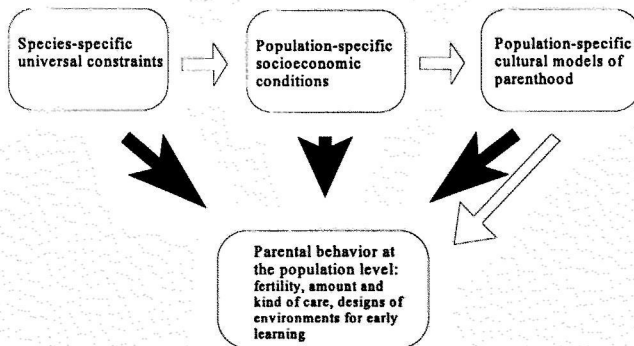 Species-specific
universal constraints
Population-specific
socioeconomic
conditions
Population-specific
cultural models of
parenthood
Parental behavior at
the population level:
fertility, amount and
kind of care, designs of
environments for early
learning